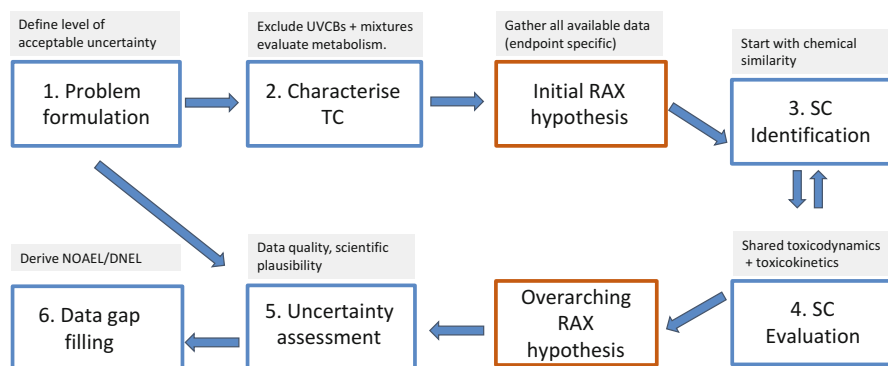 Define level of
acceptable uncertainty
1. Problem
formulation
Exclude UVCBs + mixtures
evaluate metabolism.
2. Characterise
TC
Gather all available data
(endpoint specific)
Initial RAX
hypothesis
Start with chemical
similarity
3. SC
Identification
Shared toxicodynamics
+ toxicokinetics
4. SC
Evaluation
Overarching
RAX
hypothesis
Data quality, scientific
plausibility
5. Uncertainty
assessment
Derive NOAEL/DNEL
6. Data gap
filling